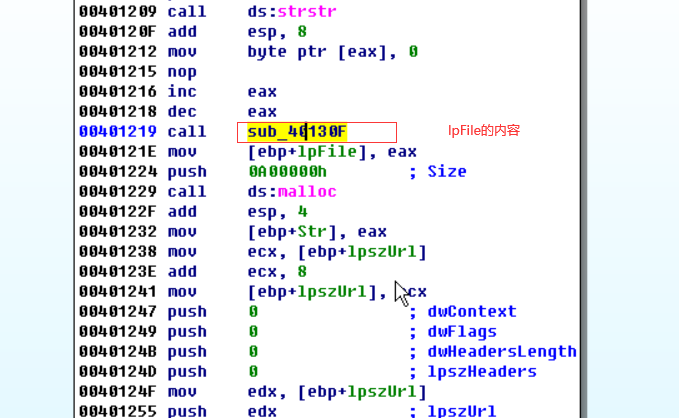 00401209 call ds:strstr
0040120F add esp, 8
00401212 mov byte ptr [eax], 0
00401215 nop
00401216 inc eax
00401218 dec eax
00401219 call sub_40130F lpFile的内容
0040121E mov [ebp+lpFile], eax
00401224 push 0A00000h ; Size
00401229 call ds:malloc
0040122F add esp, 4
00401232 mov [ebp+Str], eax
00401238 mov ecx, [ebp+lpszUrl]
0040123E add ecx, 8
00401241 mov [ebp+lpszUrl], ecx
00401247 push 0 ; dwContext
00401249 push 0 ; dwFlags
0040124B push 0 ; dwHeadersLength
0040124D push 0 ; lpszHeaders
0040124F mov edx, [ebp+lpszUrl]
00401255 push edx ; lpszUrl